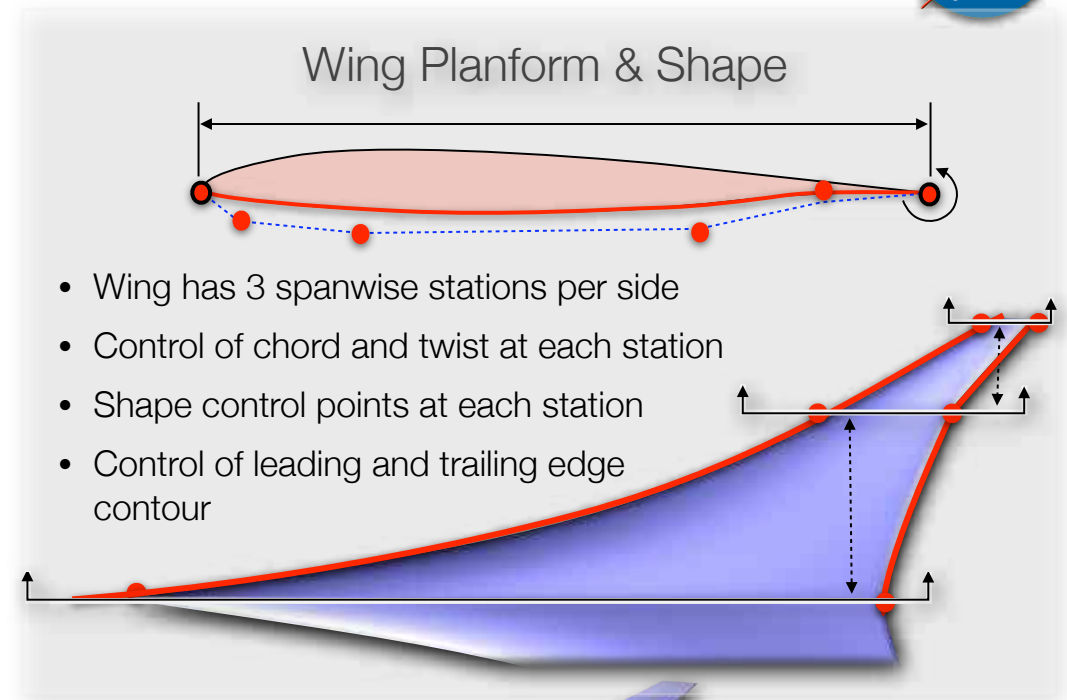 Wing Planform & Shape
• Wing has 3 spanwise stations per side
• Control of chord and twist at each station
• Shape control points at each station
• Control of leading and trailing edge
contour